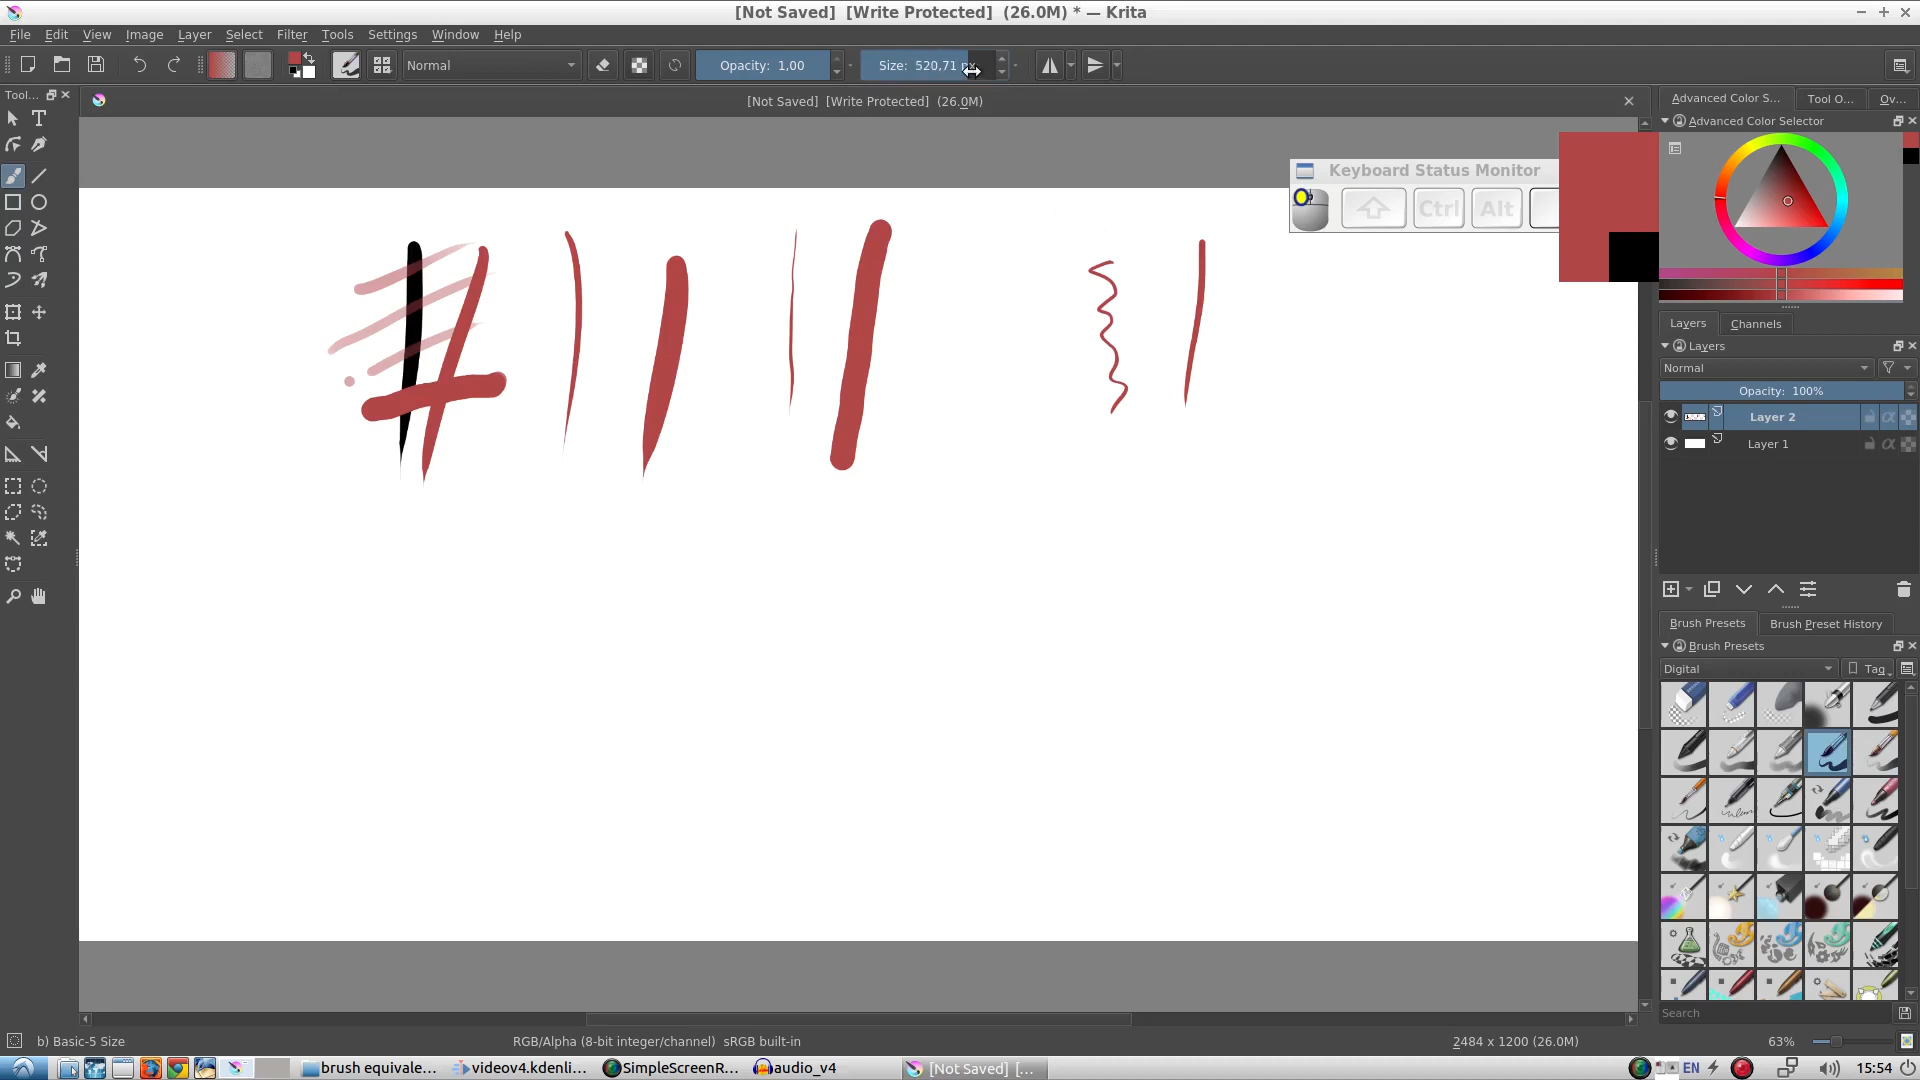 [Not Saved]  [Write Protected]  (26.0M) * — Krita
File Edit View Image Layer Select Filter Tools Settings Window Help
Normal
Opacity: 1,00
Size: 520,71 px
Tool...
[Not Saved]  [Write Protected]  (26.0M)
Advanced Color S...
Tool O...
Ov...
Advanced Color Selector
Keyboard Status Monitor
Ctrl
Alt
Layers
Channels
Layers
Normal
Opacity: 100%
Layer 2
Layer 1
Brush Presets
Brush Preset History
Brush Presets
Digital
Tag
Search
b) Basic-5 Size
RGB/Alpha (8-bit integer/channel)  sRGB built-in
2484 x 1200 (26.0M)
63%
brush equivale...
videov4.kdenli...
SimpleScreenR...
audio_v4
[Not Saved] [...
EN
15:54